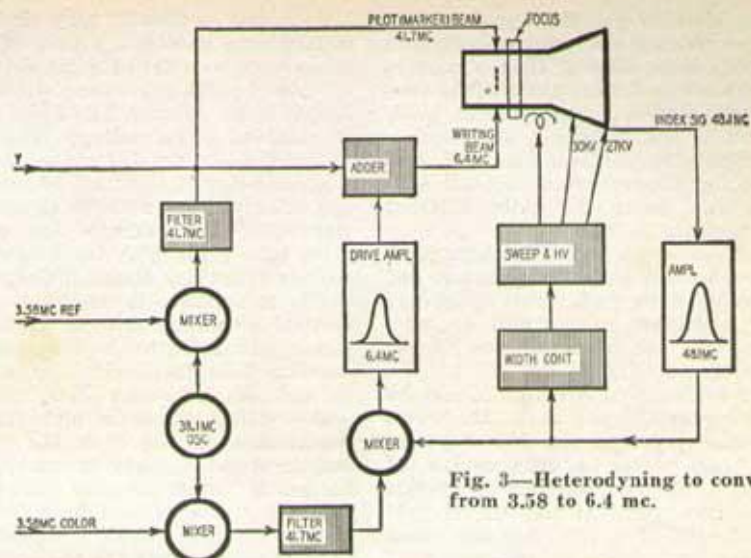 PILOT (MARKER) BEAM
41.7MC
FOCUS
INDEX SIG 48.1MC
WRITING
BEAM
6.4MC
30KV
27KV
Y
ADDER
FILTER
41.7MC
DRIVE AMPL
6.4MC
SWEEP & HV
AMPL
48.1MC
3.58MC REF
MIXER
WIDTH CONT
38.1MC
OSC
MIXER
3.58MC COLOR
MIXER
FILTER
41.7MC
Fig. 3—Heterodyning to conv
from 3.58 to 6.4 mc.